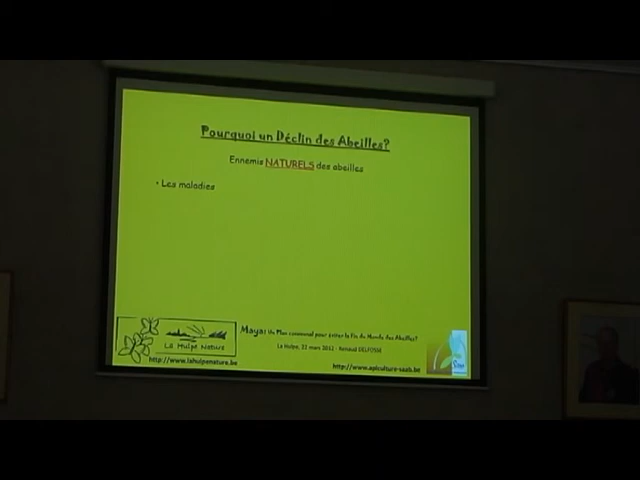 Pourquoi un Déclin des Abeilles?
Ennemis NATURELS des abeilles
• Les maladies
La Hulpe Nature
http://www.lahulpenature.be
Maya: Un Plan communal pour éviter la Fin du Monde des Abeilles?
La Hulpe, 22 mars 2012 - Renaud DELFOSSE
http://www.apiculture-saab.be